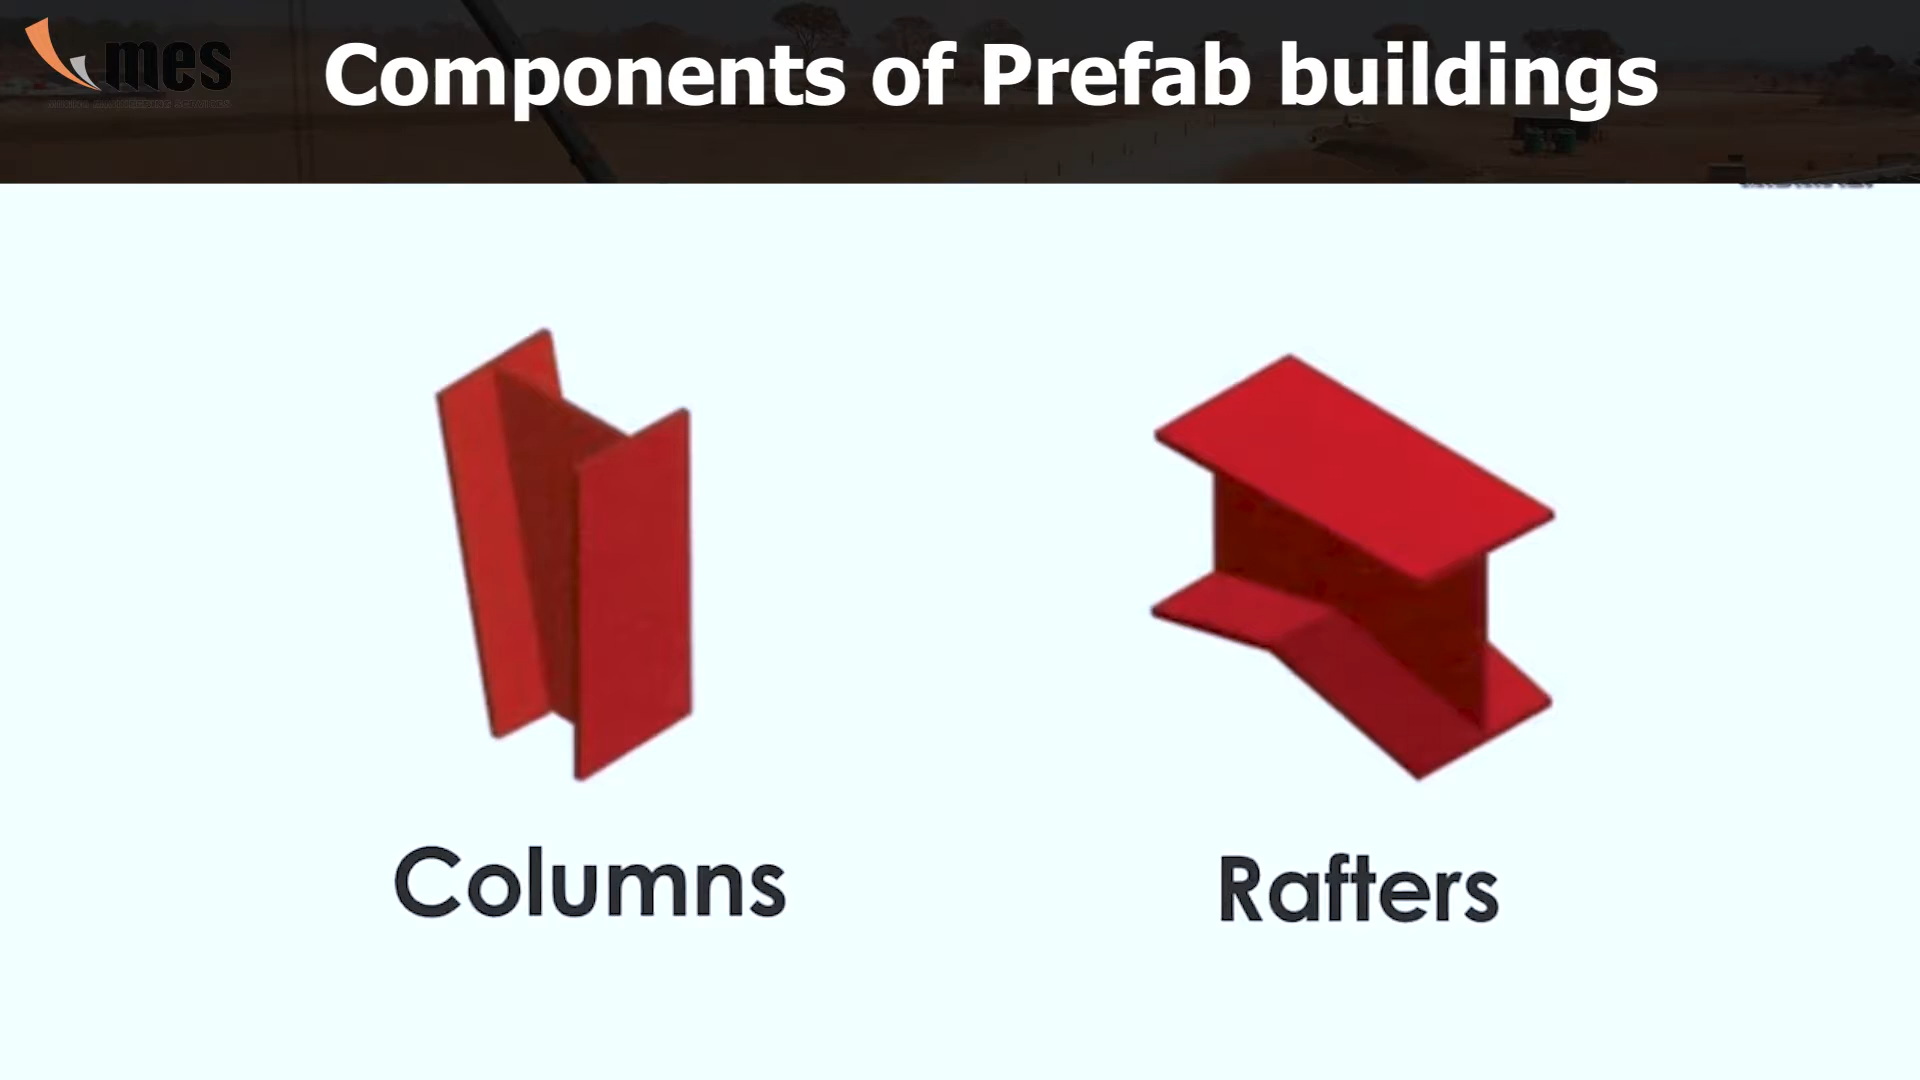 mes
Components of Prefab buildings
Columns
Rafters